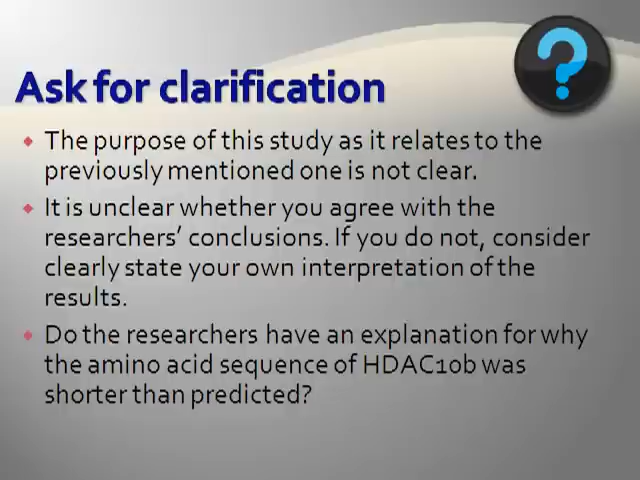 Ask for clarification
The purpose of this study as it relates to the
previously mentioned one is not clear.
It is unclear whether you agree with the
researchers' conclusions. If you do not, consider
clearly state your own interpretation of the
results.
Do the researchers have an explanation for why
the amino acid sequence of HDAC10b was
shorter than predicted?